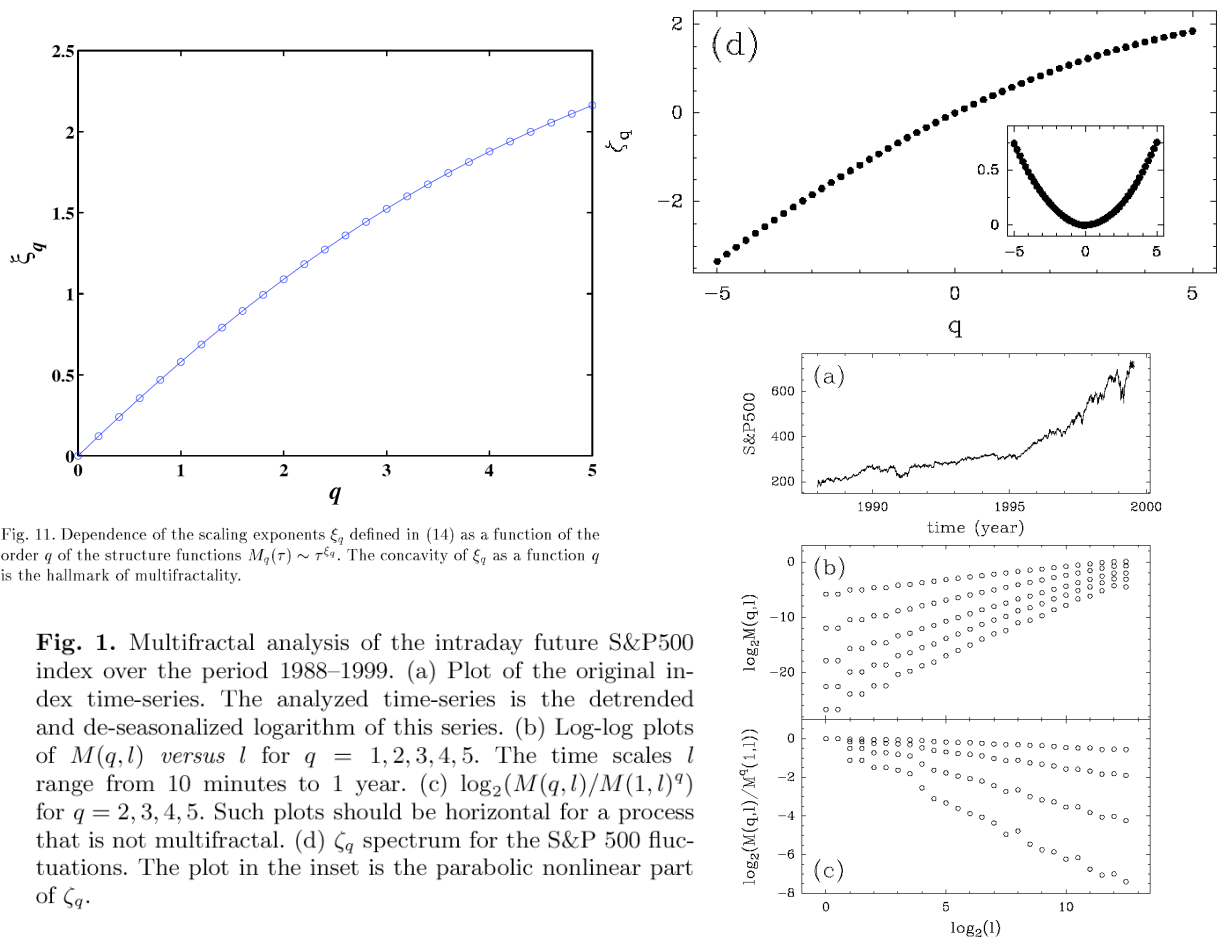 2.5
2
1.5
1
0.5
0
ξq
0 1 2 3 4 5
q
Fig. 11. Dependence of the scaling exponents ξq defined in (14) as a function of the
order q of the structure functions Mq(τ) ∼ τ^ξq. The concavity of ξq as a function q
is the hallmark of multifractality.
Fig. 1. Multifractal analysis of the intraday future S&P500
index over the period 1988–1999. (a) Plot of the original in-
dex time-series. The analyzed time-series is the detrended
and de-seasonalized logarithm of this series. (b) Log-log plots
of M(q,l) versus l for q = 1,2,3,4,5. The time scales l
range from 10 minutes to 1 year. (c) log2(M(q,l)/M(1,l)^q)
for q = 2,3,4,5. Such plots should be horizontal for a process
that is not multifractal. (d) ζq spectrum for the S&P 500 fluc-
tuations. The plot in the inset is the parabolic nonlinear part
of ζq.
(d)
2
0
−2
ζq
0.5
0
−5 0 5
−5 0 5
q
(a)
600
400
200
S&P500
1990 1995 2000
time (year)
(b)
0
−10
−20
log2M(q,l)
0
−2
−4
−6
−8
log2(M(q,l)/M^q(1,l))
(c)
0 5 10
log2(l)